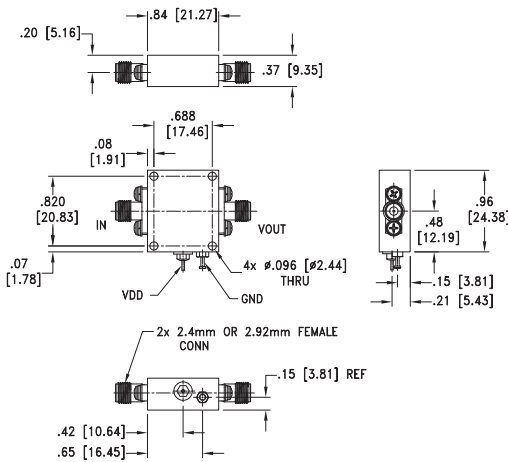 .84 [21.27]
.20 [5.16]
.37 [9.35]
.688
[17.46]
.08
[1.91]
.820
[20.83]
IN
VOUT
.96
[24.38]
.48
[12.19]
.07
[1.78]
4x ø.096 [ø2.44]
THRU
VDD
GND
.15 [3.81]
.21 [5.43]
2x 2.4mm OR 2.92mm FEMALE
CONN
.15 [3.81] REF
.42 [10.64]
.65 [16.45]